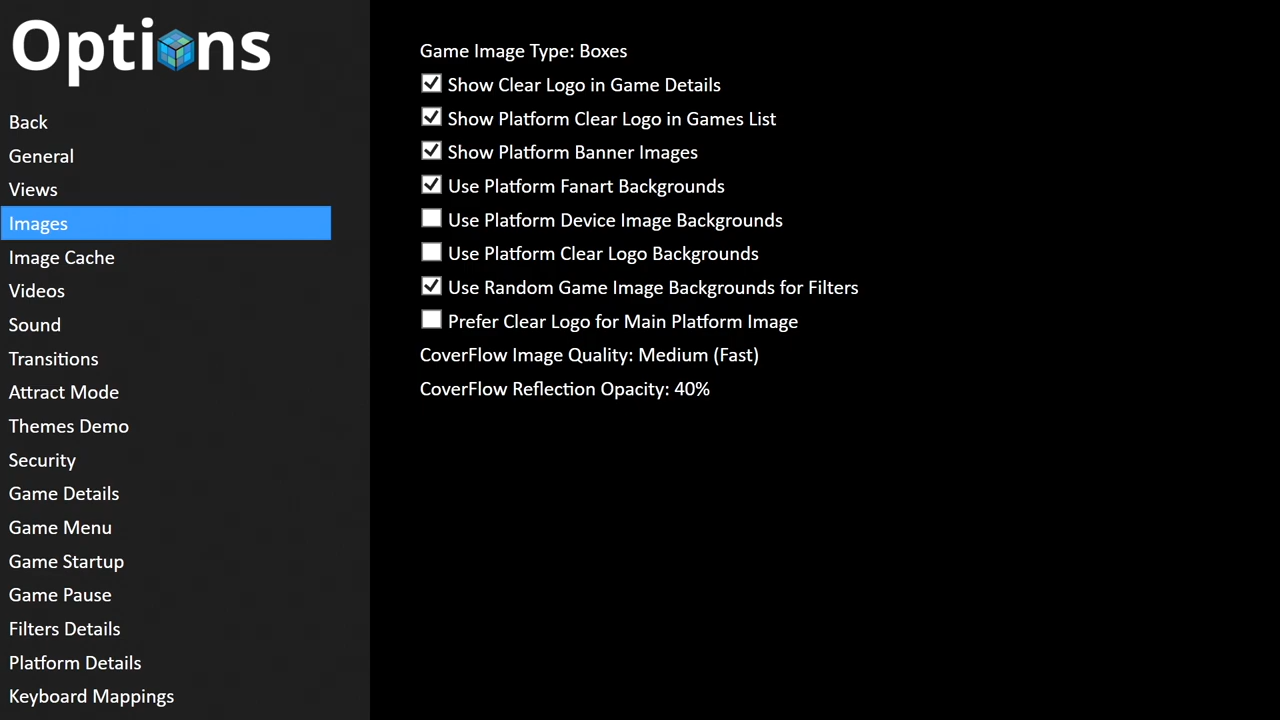 Options
Back
General
Views
Images
Image Cache
Videos
Sound
Transitions
Attract Mode
Themes Demo
Security
Game Details
Game Menu
Game Startup
Game Pause
Filters Details
Platform Details
Keyboard Mappings
Game Image Type: Boxes
Show Clear Logo in Game Details
Show Platform Clear Logo in Games List
Show Platform Banner Images
Use Platform Fanart Backgrounds
Use Platform Device Image Backgrounds
Use Platform Clear Logo Backgrounds
Use Random Game Image Backgrounds for Filters
Prefer Clear Logo for Main Platform Image
CoverFlow Image Quality: Medium (Fast)
CoverFlow Reflection Opacity: 40%